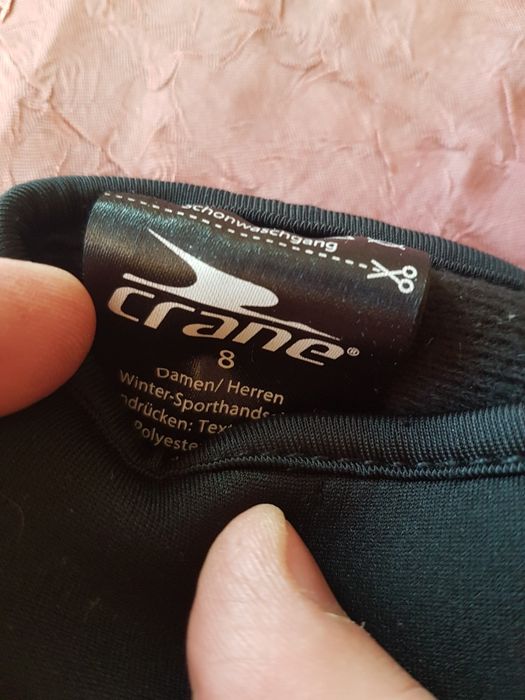 Schonwaschgang
crane®
8
Damen/ Herren
Winter-Sporthands
ndrücken: Tex
Polyeste